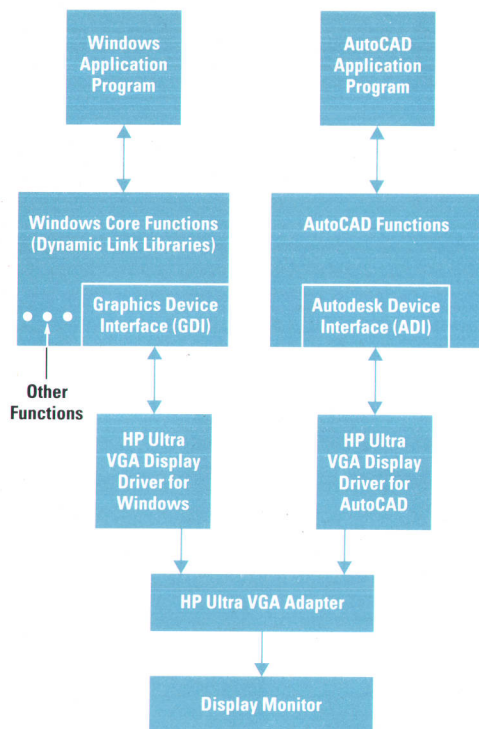 Windows
Application
Program
AutoCAD
Application
Program
Windows Core Functions
(Dynamic Link Libraries)
Graphics Device
Interface (GDI)
Other
Functions
AutoCAD Functions
Autodesk Device
Interface (ADI)
HP Ultra
VGA Display
Driver for
Windows
HP Ultra
VGA Display
Driver for
AutoCAD
HP Ultra VGA Adapter
Display Monitor